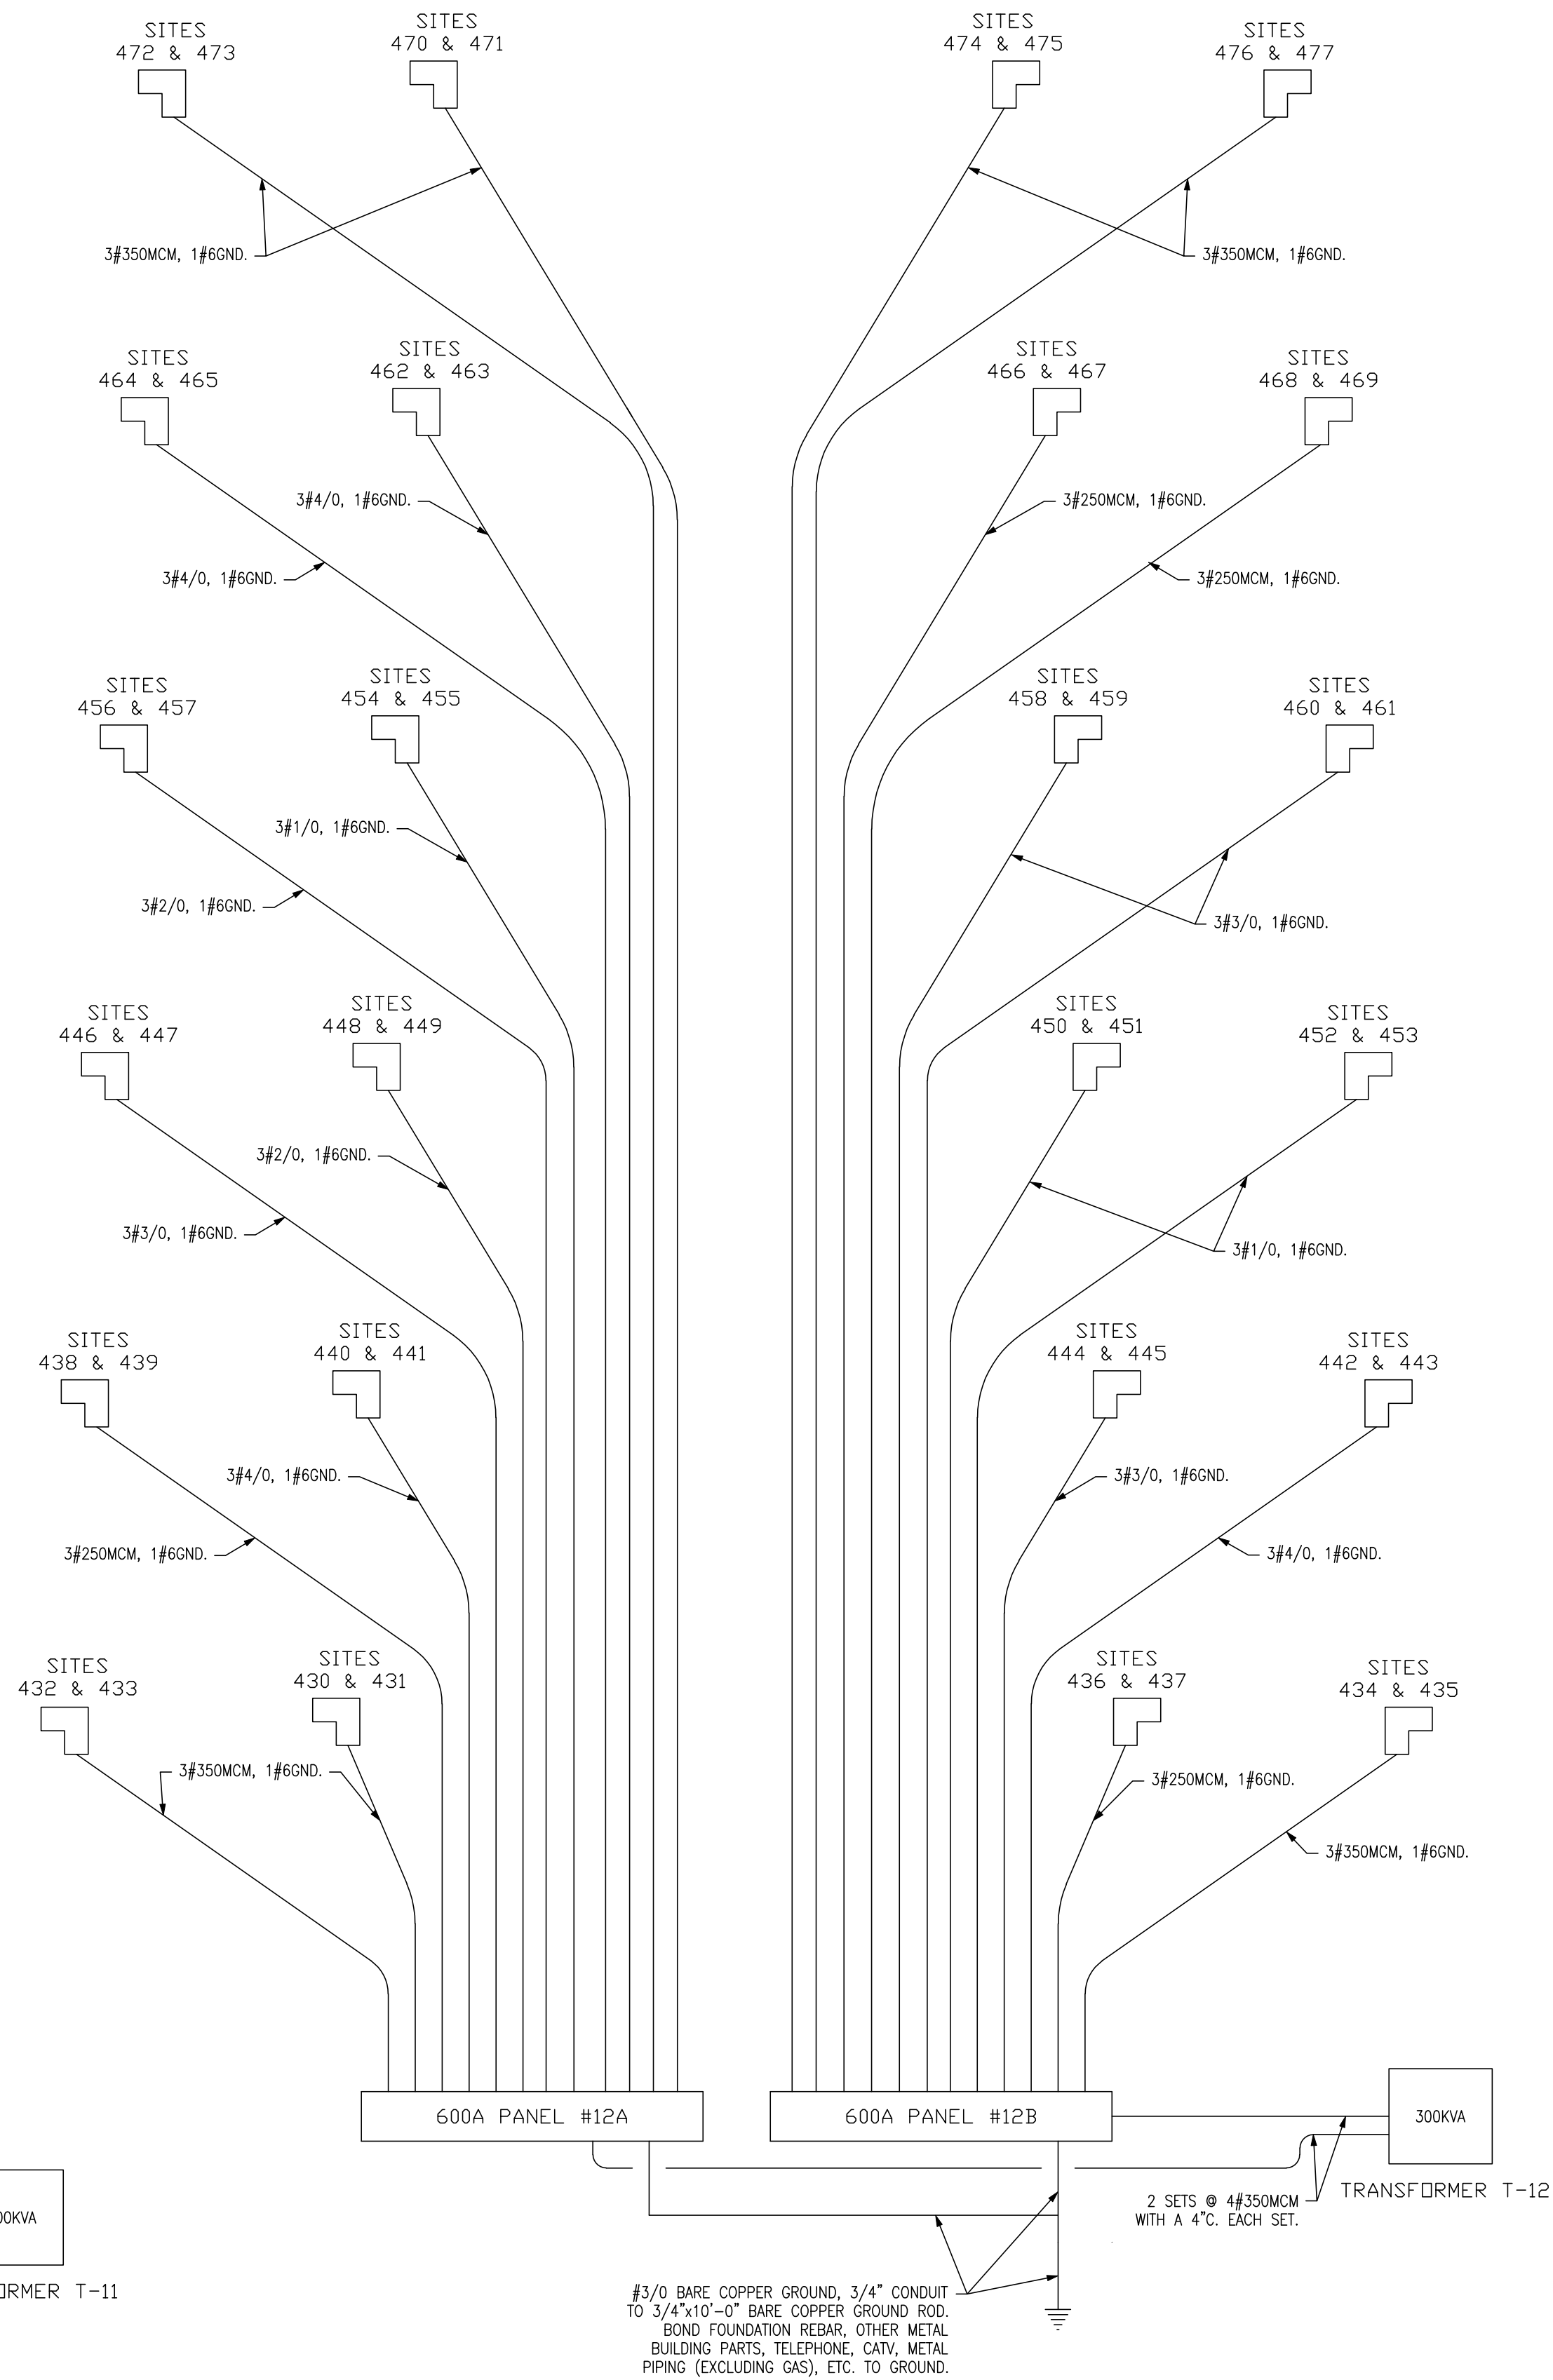 SITES
472 & 473
SITES
470 & 471
SITES
474 & 475
SITES
476 & 477
3#350MCM, 1#6GND.
3#350MCM, 1#6GND.
SITES
464 & 465
SITES
462 & 463
SITES
466 & 467
SITES
468 & 469
3#4/0, 1#6GND.
3#250MCM, 1#6GND.
3#4/0, 1#6GND.
3#250MCM, 1#6GND.
SITES
456 & 457
SITES
454 & 455
SITES
458 & 459
SITES
460 & 461
3#1/0, 1#6GND.
3#2/0, 1#6GND.
3#3/0, 1#6GND.
SITES
446 & 447
SITES
448 & 449
SITES
450 & 451
SITES
452 & 453
3#2/0, 1#6GND.
3#3/0, 1#6GND.
3#1/0, 1#6GND.
SITES
438 & 439
SITES
440 & 441
SITES
444 & 445
SITES
442 & 443
3#4/0, 1#6GND.
3#3/0, 1#6GND.
3#250MCM, 1#6GND.
3#4/0, 1#6GND.
SITES
432 & 433
SITES
430 & 431
SITES
436 & 437
SITES
434 & 435
3#350MCM, 1#6GND.
3#250MCM, 1#6GND.
3#350MCM, 1#6GND.
600A PANEL #12A
600A PANEL #12B
300KVA
TRANSFORMER T-12
2 SETS @ 4#350MCM
WITH A 4"C. EACH SET.
00KVA
ORMER T-11
#3/0 BARE COPPER GROUND, 3/4" CONDUIT
TO 3/4"x10'-0" BARE COPPER GROUND ROD.
BOND FOUNDATION REBAR, OTHER METAL
BUILDING PARTS, TELEPHONE, CATV, METAL
PIPING (EXCLUDING GAS), ETC. TO GROUND.